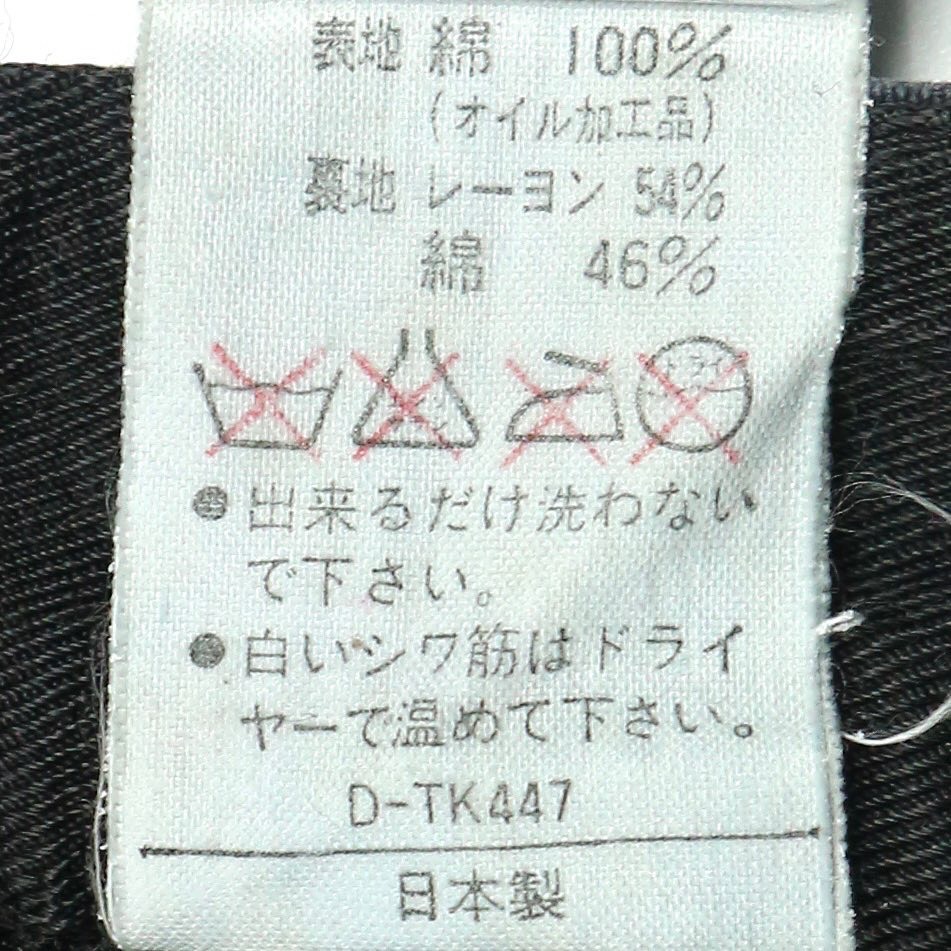 表地 綿 100%
(オイル加工品)
裏地 レーヨン 54%
綿 46%
●出来るだけ洗わない
で下さい。
●白いシワ筋はドライ
ヤーで温めて下さい。
D-TK447
日本製